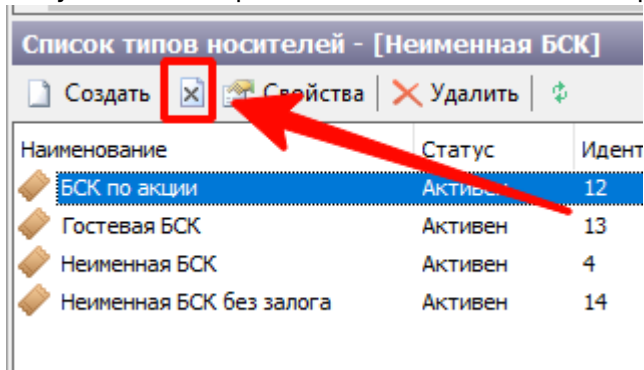 Список типов носителей - [Неименная БСК]
Создать Свойства Удалить
Наименование Статус Идент
БСК по акции Активен 12
Гостевая БСК Активен 13
Неименная БСК Активен 4
Неименная БСК без залога Активен 14